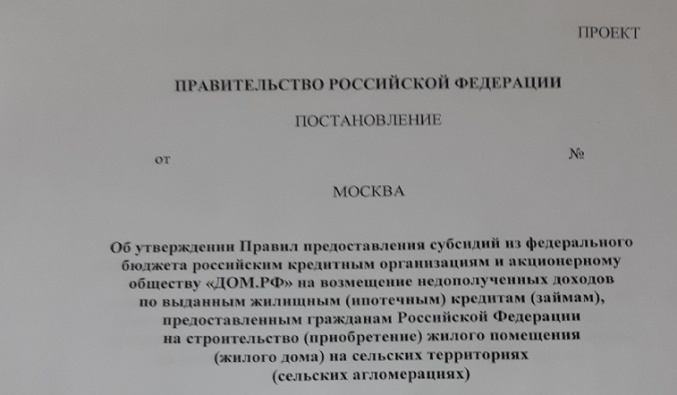 ПРОЕКТ
ПРАВИТЕЛЬСТВО РОССИЙСКОЙ ФЕДЕРАЦИИ
ПОСТАНОВЛЕНИЕ
от №
МОСКВА
Об утверждении Правил предоставления субсидий из федерального
бюджета российским кредитным организациям и акционерному
обществу «ДОМ.РФ» на возмещение недополученных доходов
по выданным жилищным (ипотечным) кредитам (займам),
предоставленным гражданам Российской Федерации
на строительство (приобретение) жилого помещения
(жилого дома) на сельских территориях
(сельских агломерациях)